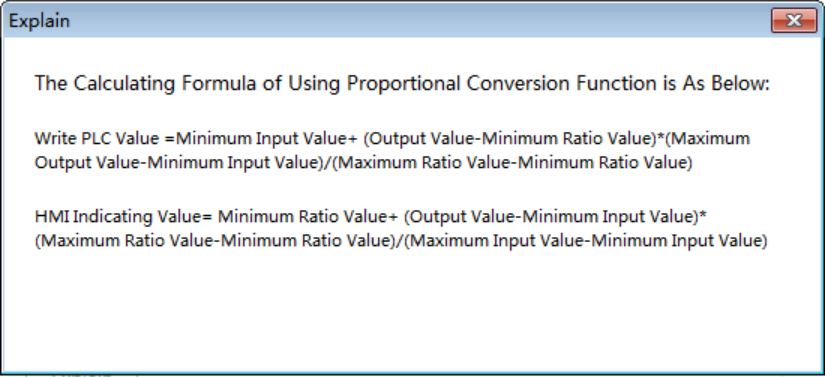 Explain
The Calculating Formula of Using Proportional Conversion Function is As Below:
Write PLC Value =Minimum Input Value+ (Output Value-Minimum Ratio Value)*(Maximum
Output Value-Minimum Input Value)/(Maximum Ratio Value-Minimum Ratio Value)
HMI Indicating Value= Minimum Ratio Value+ (Output Value-Minimum Input Value)*
(Maximum Ratio Value-Minimum Ratio Value)/(Maximum Input Value-Minimum Input Value)